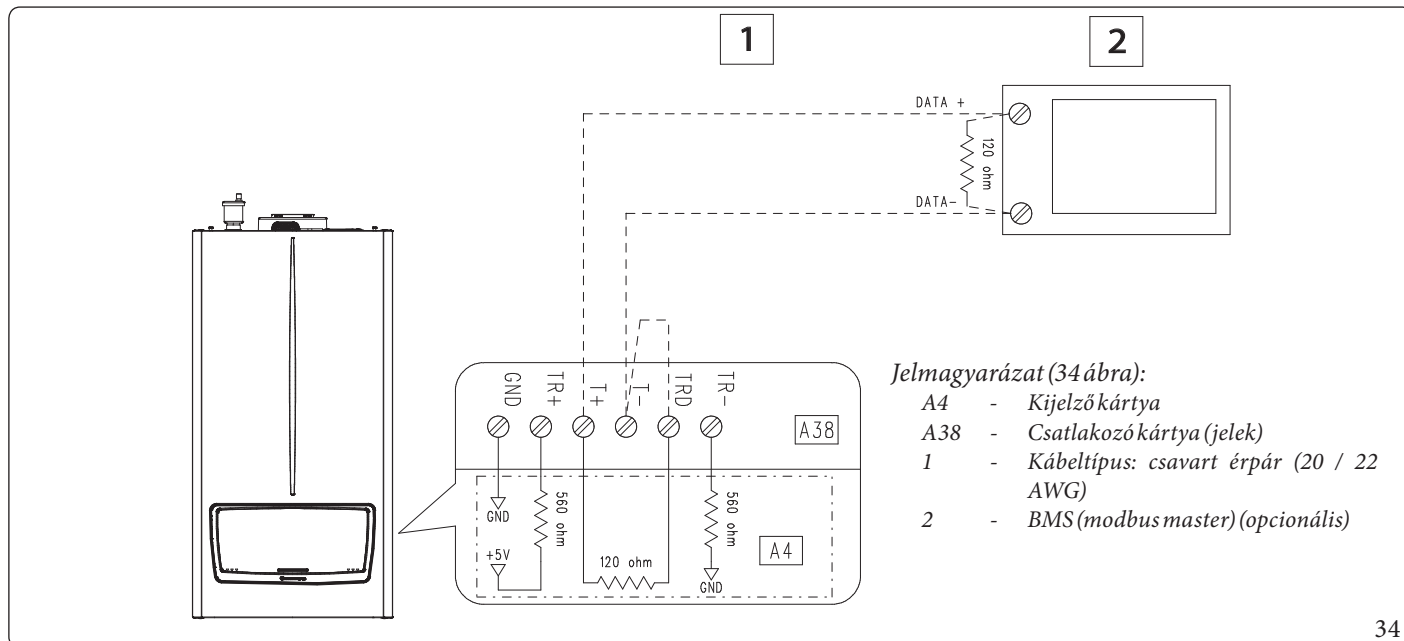 1
2
DATA +
120 ohm
DATA-
GND
TR+
T+
T-
TRD
TR-
A38
GND
+5V
560 ohm
120 ohm
560 ohm
GND
A4
Jelmagyarázat (34 ábra):
A4 - Kijelző kártya
A38 - Csatlakozó kártya (jelek)
1 - Kábeltípus: csavart érpár (20 / 22
AWG)
2 - BMS (modbus master) (opcionális)
34